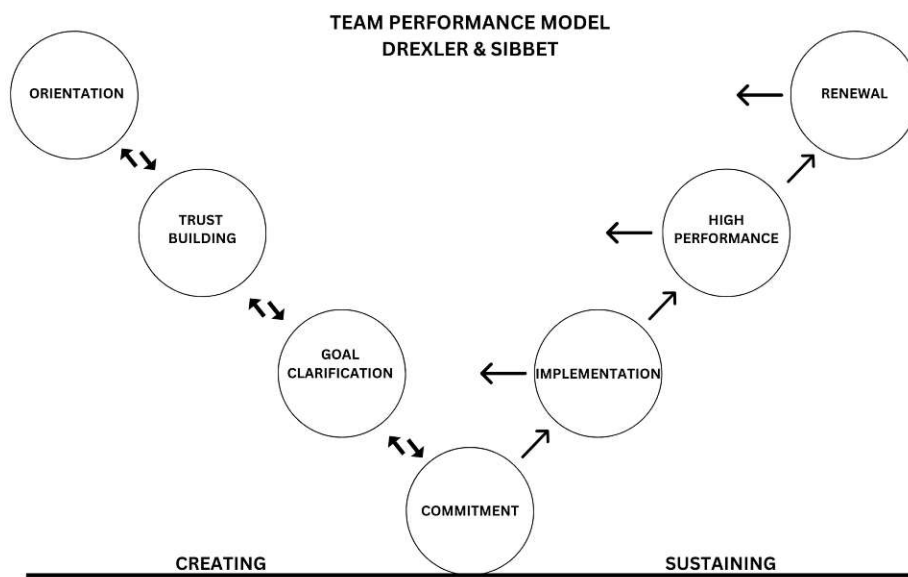 TEAM PERFORMANCE MODEL
DREXLER & SIBBET
ORIENTATION
RENEWAL
TRUST
BUILDING
HIGH
PERFORMANCE
GOAL
CLARIFICATION
IMPLEMENTATION
COMMITMENT
CREATING
SUSTAINING